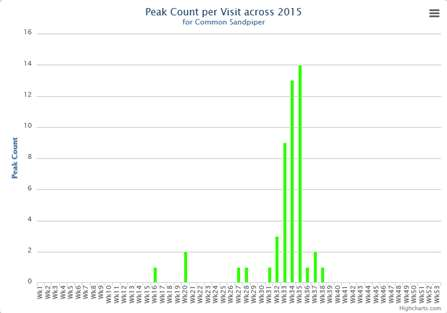 Peak Count per Visit across 2015
for Common Sandpiper
Peak Count
16
14
12
10
8
6
4
2
0
Wk1
Wk2
Wk3
Wk4
Wk5
Wk6
Wk7
Wk8
Wk9
Wk10
Wk11
Wk12
Wk13
Wk14
Wk15
Wk16
Wk17
Wk18
Wk19
Wk20
Wk21
Wk22
Wk23
Wk24
Wk25
Wk26
Wk27
Wk28
Wk29
Wk30
Wk31
Wk32
Wk33
Wk34
Wk35
Wk36
Wk37
Wk38
Wk39
Wk40
Wk41
Wk42
Wk43
Wk44
Wk45
Wk46
Wk47
Wk48
Wk49
Wk50
Wk51
Wk52
Wk53
Highcharts.com